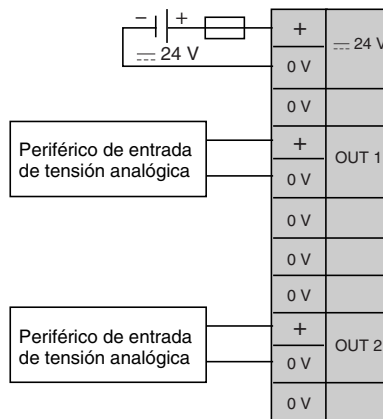 − +
⎓ 24 V
+
0 V
⎓ 24 V
0 V
Periférico de entrada
de tensión analógica
+
0 V
OUT 1
0 V
0 V
0 V
Periférico de entrada
de tensión analógica
+
0 V
OUT 2
0 V